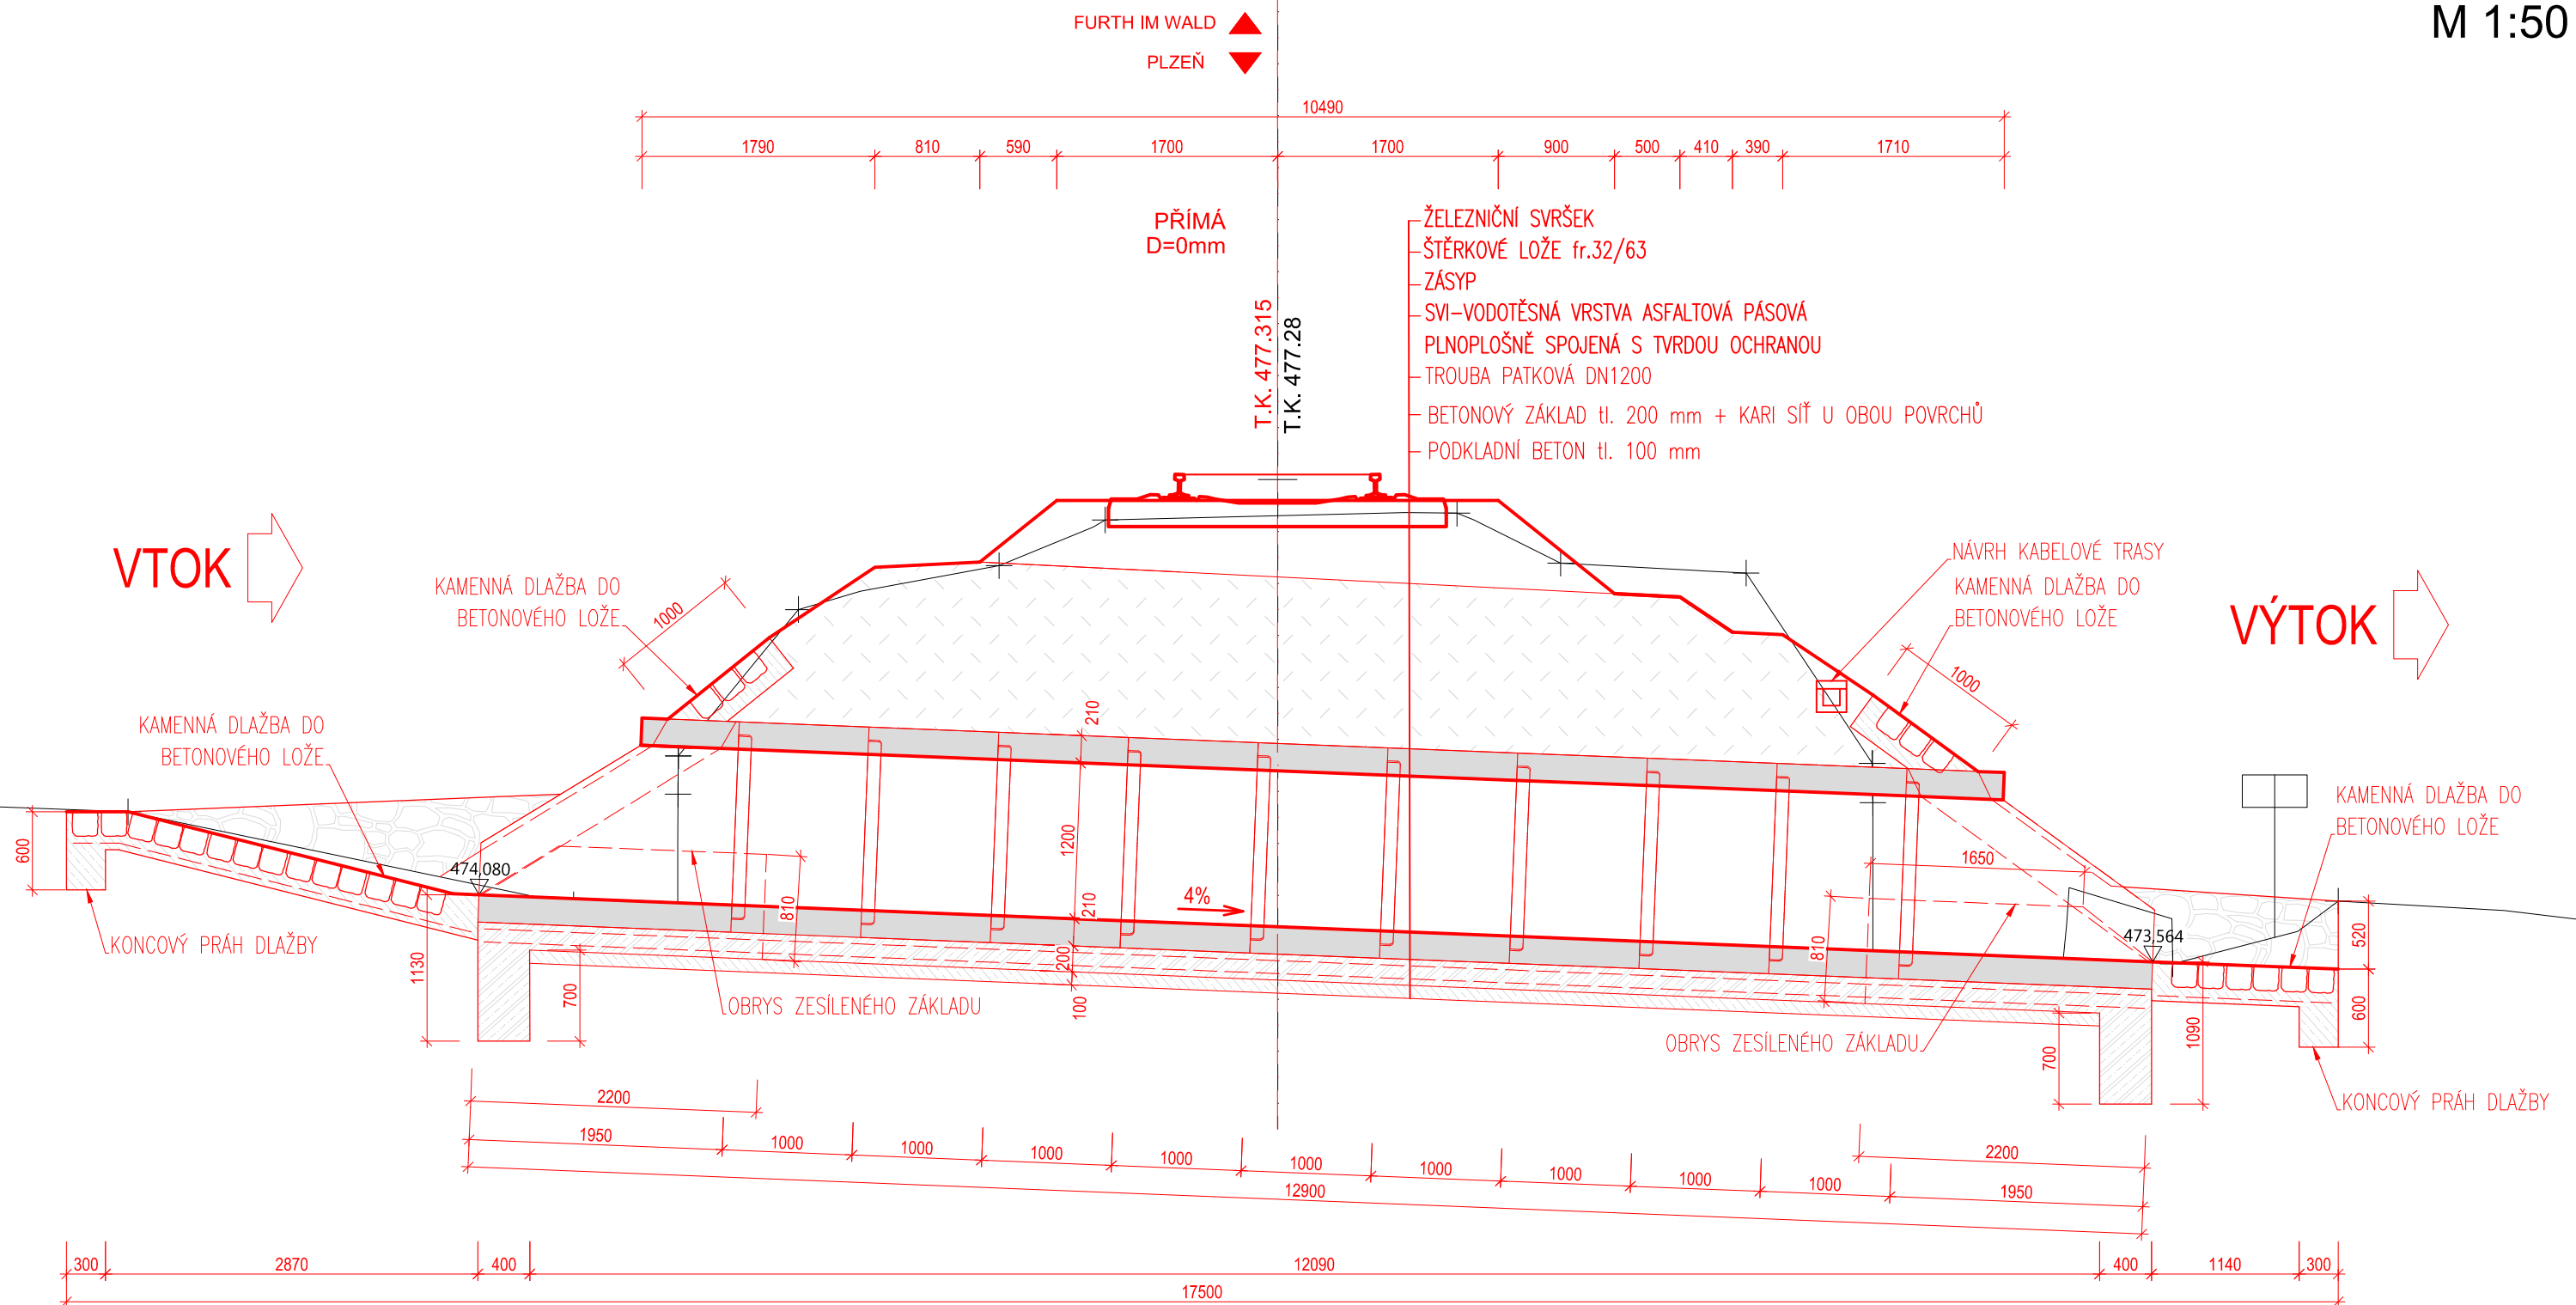 M 1:50
FURTH IM WALD
PLZEŇ
10490
1790 810 590 1700 1700 900 500 410 390 1710
PŘÍMÁ
D=0mm
T.K. 477.315
T.K. 477.28
ŽELEZNIČNÍ SVRŠEK
ŠTĚRKOVÉ LOŽE fr.32/63
ZÁSYP
SVI-VODOTĚSNÁ VRSTVA ASFALTOVÁ PÁSOVÁ
PLNOPLOŠNĚ SPOJENÁ S TVRDOU OCHRANOU
TROUBA PATKOVÁ DN1200
BETONOVÝ ZÁKLAD tl. 200 mm + KARI SÍŤ U OBOU POVRCHŮ
PODKLADNÍ BETON tl. 100 mm
VTOK
KAMENNÁ DLAŽBA DO
BETONOVÉHO LOŽE
1000
NÁVRH KABELOVÉ TRASY
KAMENNÁ DLAŽBA DO
BETONOVÉHO LOŽE
1000
VÝTOK
KAMENNÁ DLAŽBA DO
BETONOVÉHO LOŽE
210
KAMENNÁ DLAŽBA DO
BETONOVÉHO LOŽE
600
474,080
1200
1650
4%
810
210
810
473,564
520
KONCOVÝ PRÁH DLAŽBY
1130
700
200
100
OBRYS ZESÍLENÉHO ZÁKLADU
OBRYS ZESÍLENÉHO ZÁKLADU
700
1090
600
KONCOVÝ PRÁH DLAŽBY
2200
2200
1950 1000 1000 1000 1000 1000 1000 1000 1000 1000 1950
12900
300 2870 400 12090 400 1140 300
17500